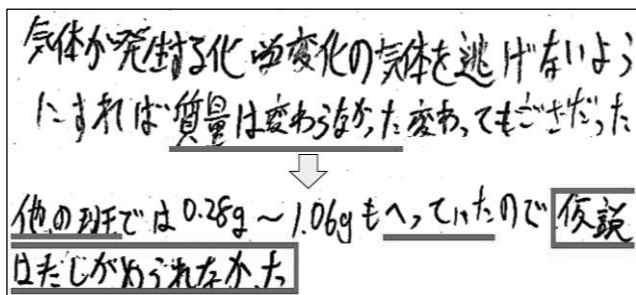 気体が発生する化学変化の気体を逃げないよう
にすれば質量は変わらなかった変わってもごさだった
他の班では0.28g〜1.06gもへっていたので仮説
はたしかめられなかった